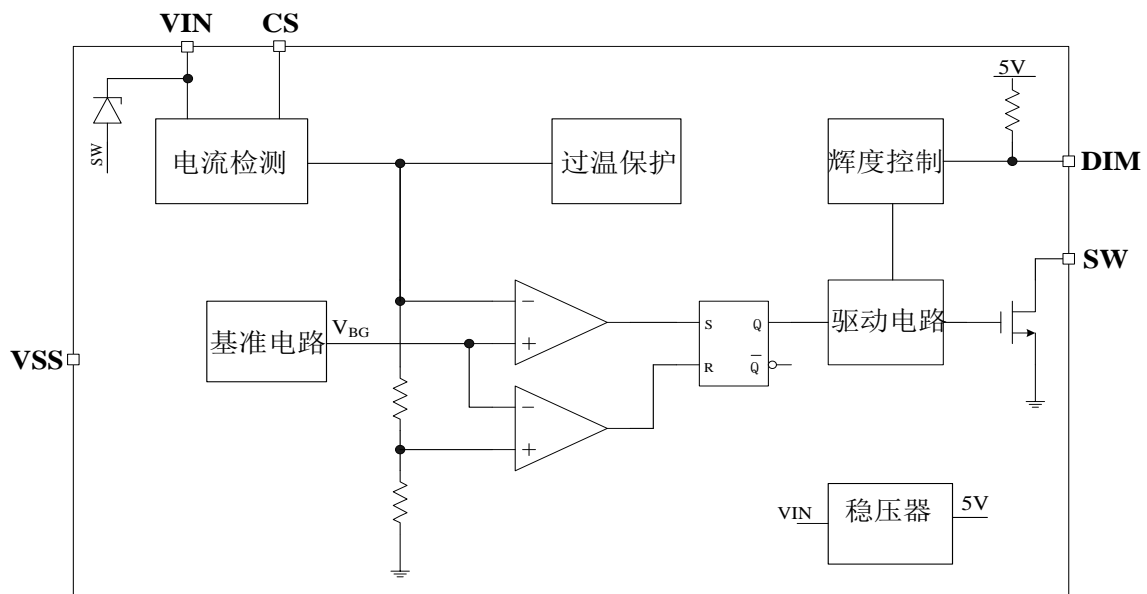 VIN
CS
5V
SW
电流检测
过温保护
辉度控制
DIM
SW
基准电路
V_BG
−
+
S
Q
驱动电路
VSS
R
Q̅
−
+
VIN
稳压器
5V